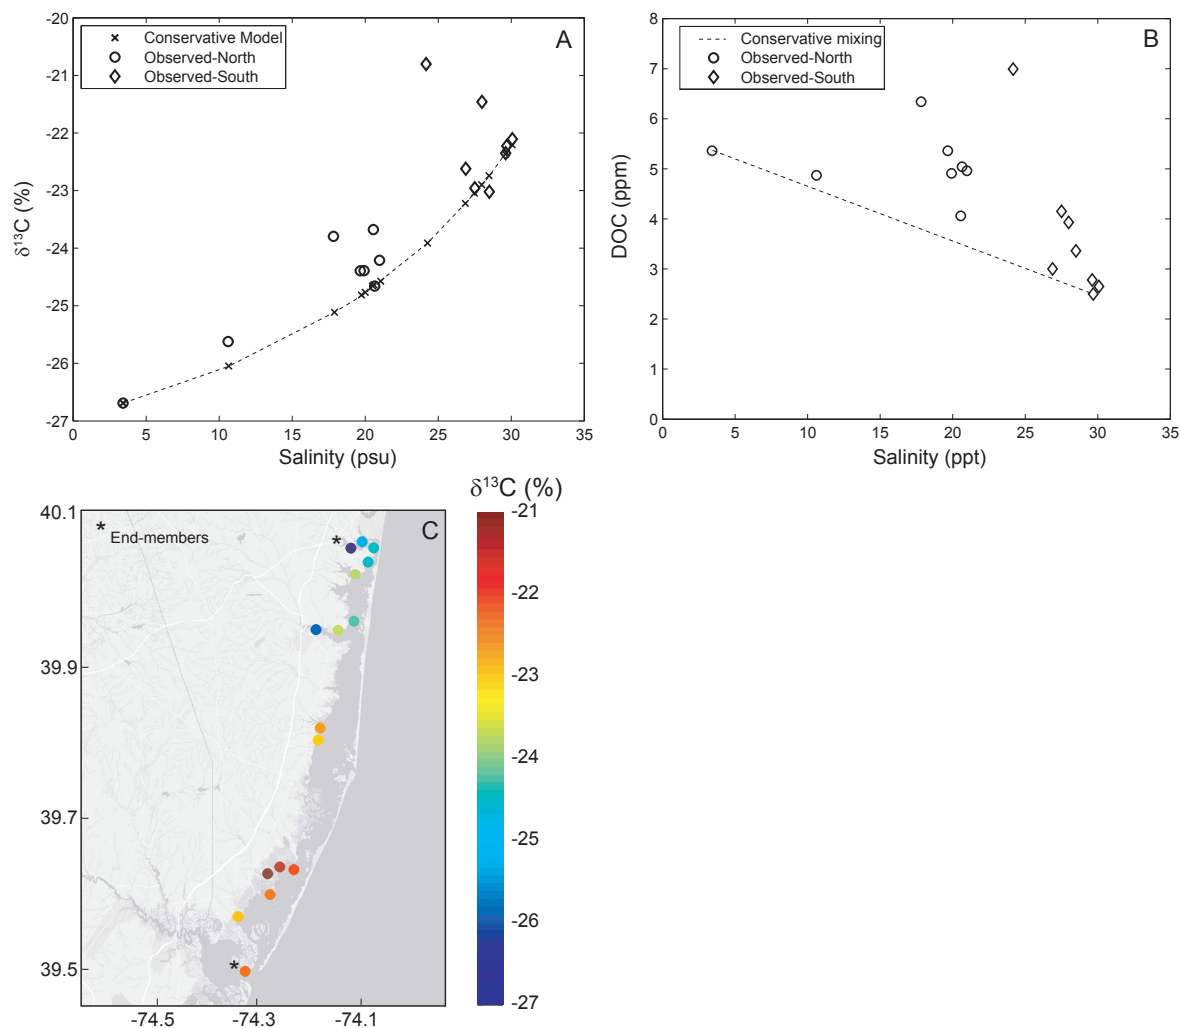 A
Conservative Model
Observed-North
Observed-South
-20
-21
-22
-23
-24
-25
-26
-27
δ¹³C (%)
0 5 10 15 20 25 30 35
Salinity (psu)
B
Conservative mixing
Observed-North
Observed-South
8
7
6
5
4
3
2
1
0
DOC (ppm)
0 5 10 15 20 25 30 35
Salinity (ppt)
C
* End-members
*
*
40.1
39.9
39.7
39.5
-74.5 -74.3 -74.1
δ¹³C (%)
-21
-22
-23
-24
-25
-26
-27